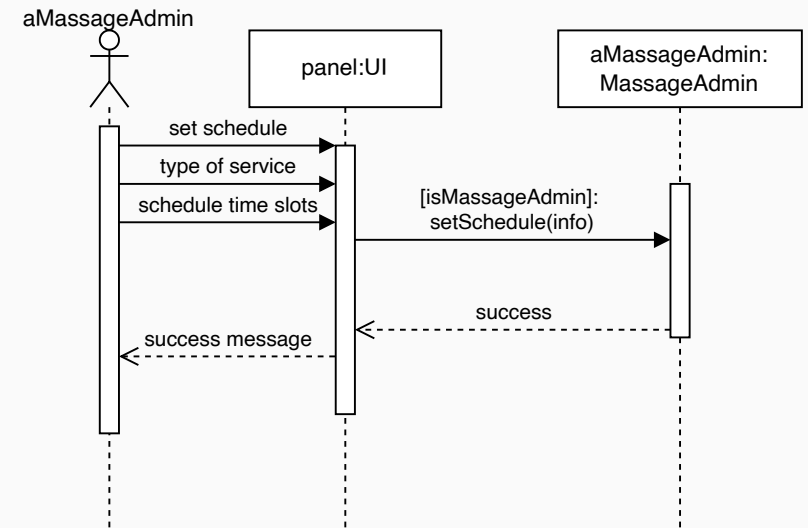 aMassageAdmin
panel:UI
aMassageAdmin:
MassageAdmin
set schedule
type of service
schedule time slots
[isMassageAdmin]:
setSchedule(info)
success
success message